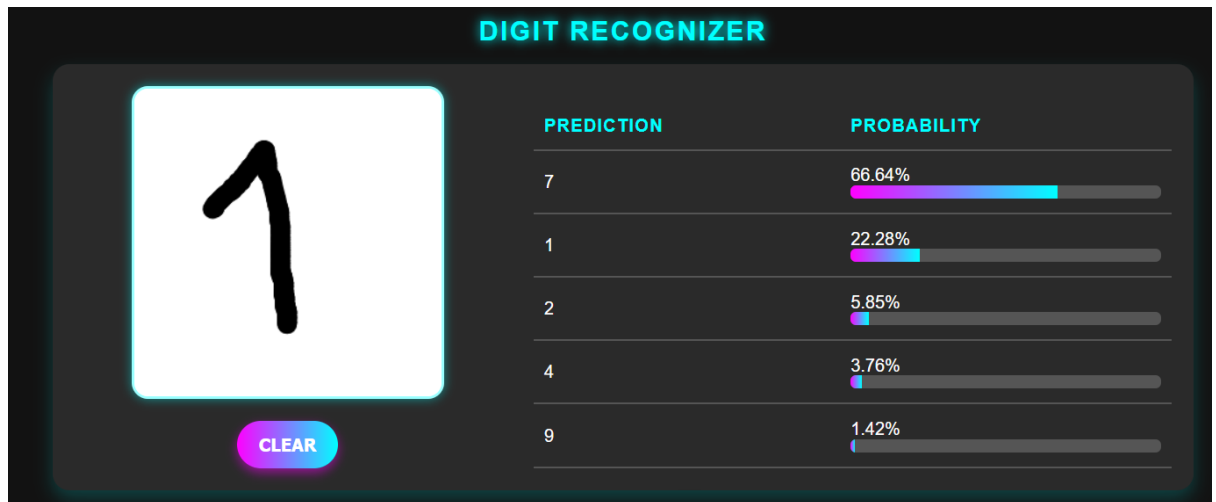 DIGIT RECOGNIZER
PREDICTION PROBABILITY
7 66.64%
1 22.28%
2 5.85%
4 3.76%
9 1.42%
1
CLEAR